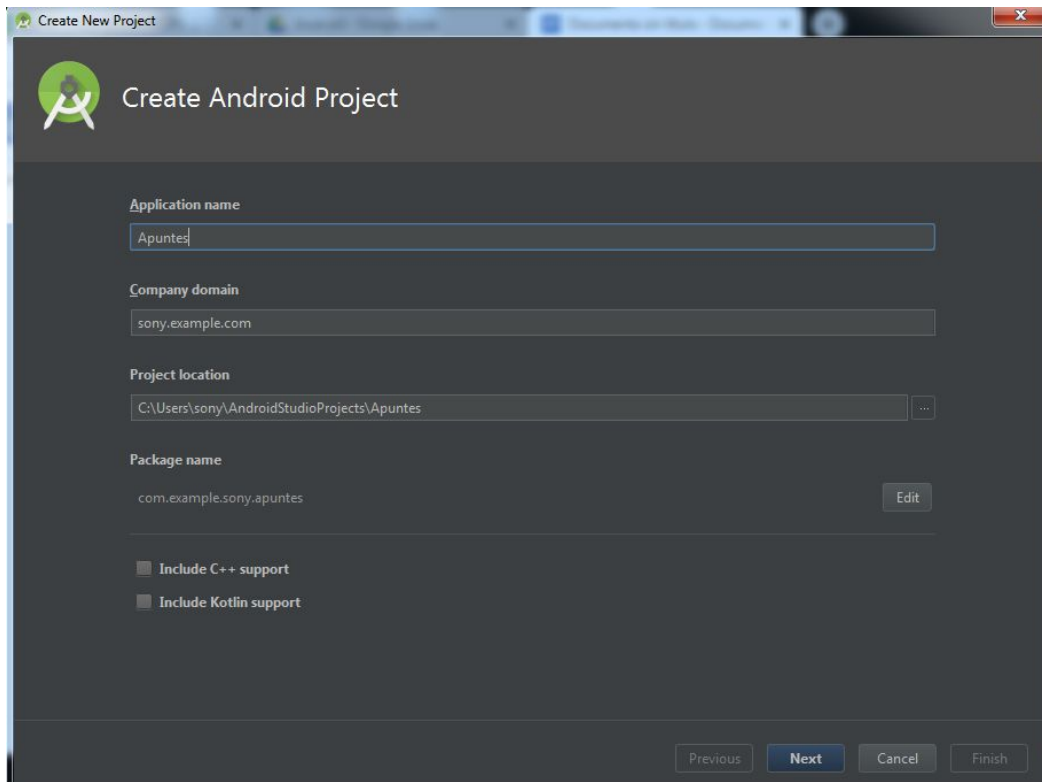 Create New Project
Create Android Project
Application name
Apuntes
Company domain
sony.example.com
Project location
C:\Users\sony\AndroidStudioProjects\Apuntes
...
Package name
com.example.sony.apuntes
Edit
Include C++ support
Include Kotlin support
Previous
Next
Cancel
Finish